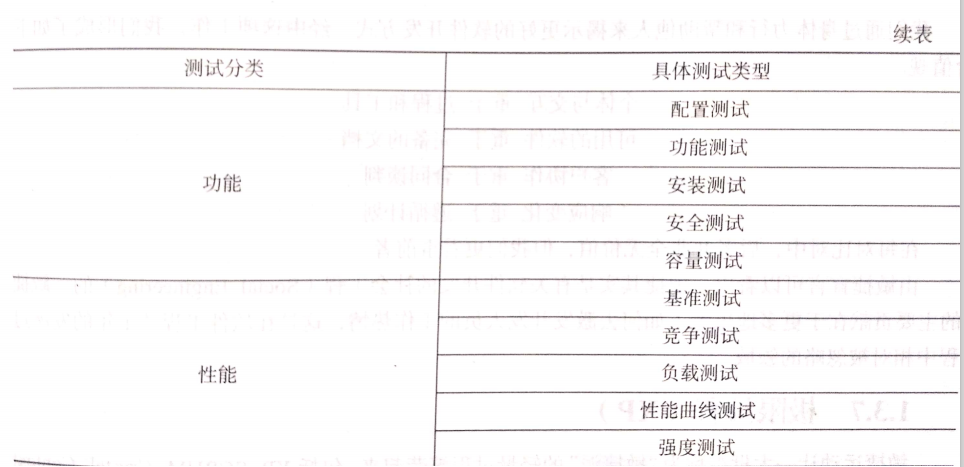 续表
测试分类 具体测试类型
功能 配置测试
功能测试
安装测试
安全测试
容量测试
性能 基准测试
竞争测试
负载测试
性能曲线测试
强度测试